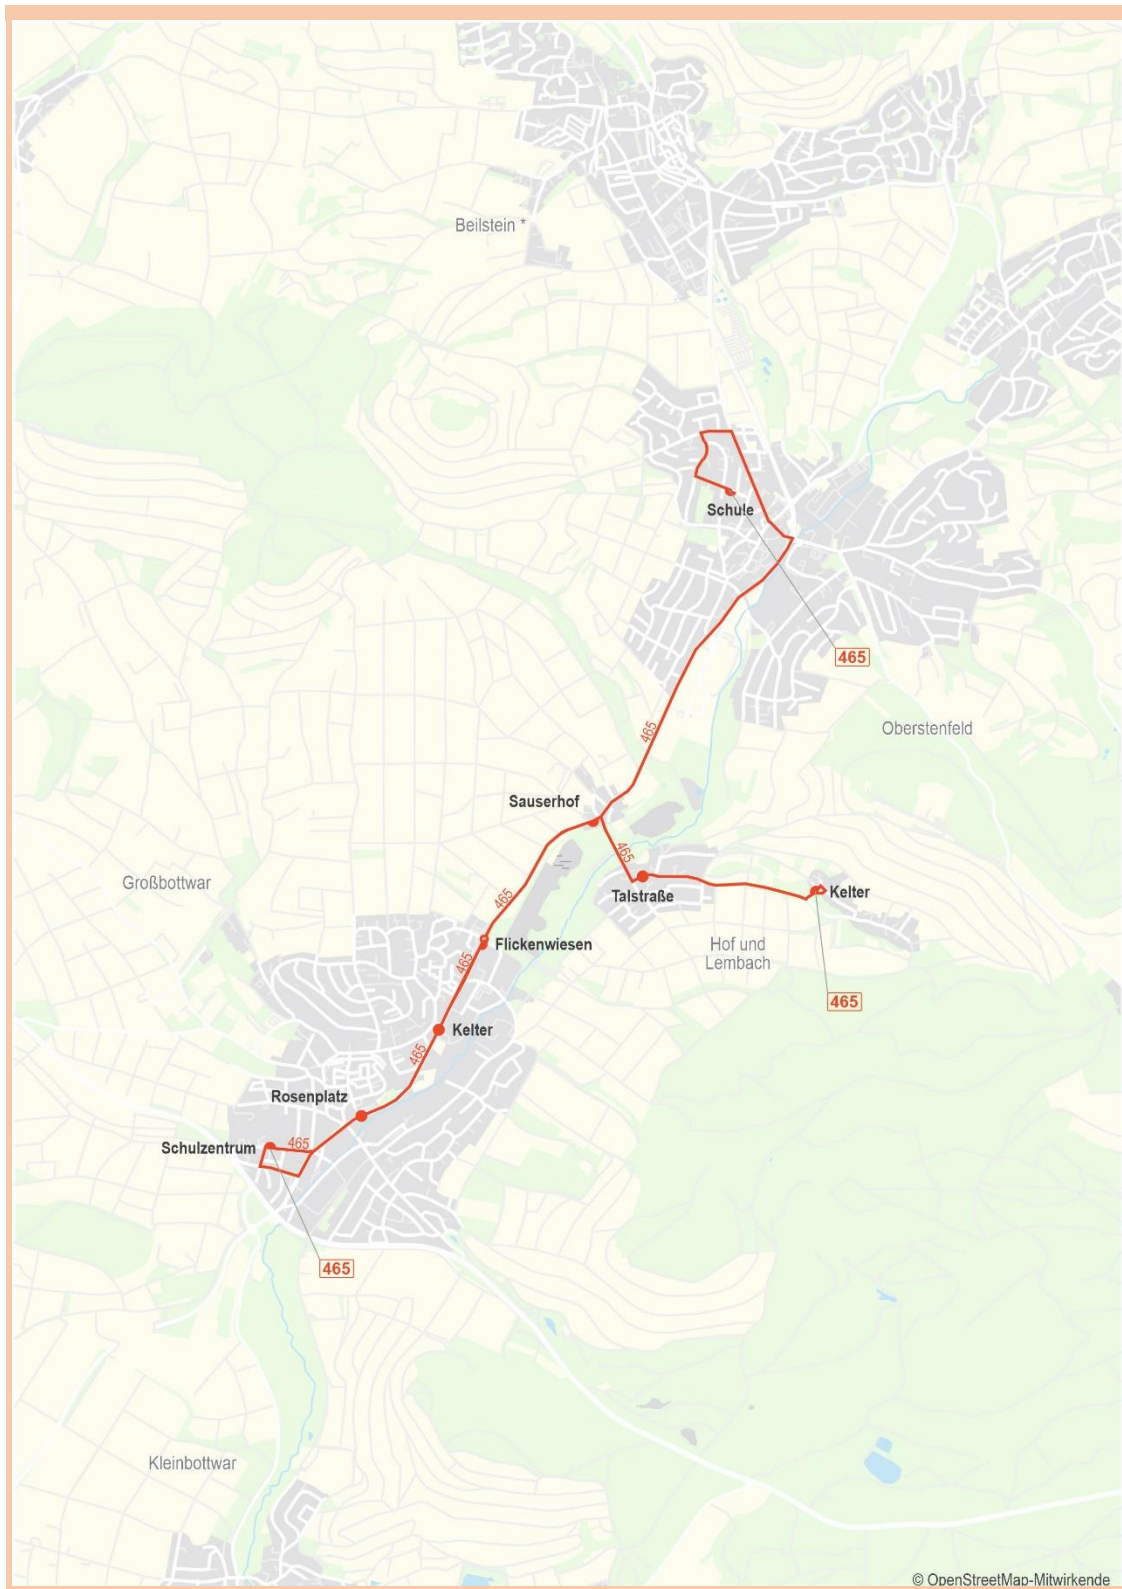 Beilstein *
Schule
465
465
Oberstenfeld
Sauserhof
465
Großbottwar
Talstraße
Kelter
465
Flickenwiesen
Hof und
Lembach
465
465
Kelter
465
Rosenplatz
465
Schulzentrum
465
Kleinbottwar
© OpenStreetMap-Mitwirkende